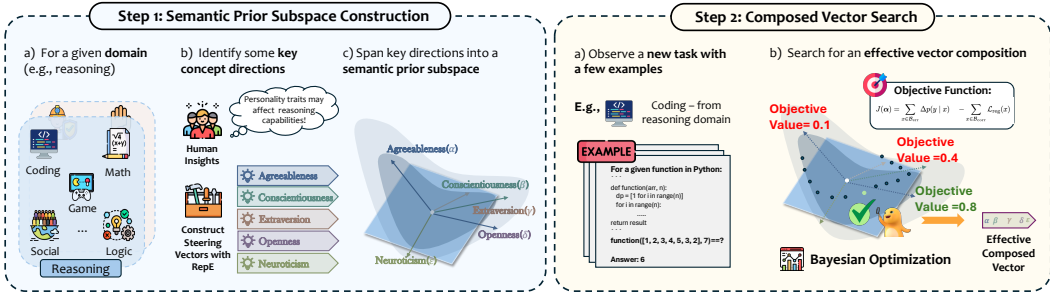 Step 1: Semantic Prior Subspace Construction
a) For a given domain
(e.g., reasoning)
Coding
Math
Game
Social
...
Logic
Reasoning
b) Identify some key
concept directions
Personality traits may
affect reasoning
capabilities!
Human
Insights
Construct
Steering
Vectors with
RepE
Agreeableness
Conscientiousness
Extraversion
Openness
Neuroticism
c) Span key directions into a
semantic prior subspace
Agreeableness(α)
Conscientiousness(β)
Extraversion(γ)
Openness(δ)
Neuroticism(ε)
Step 2: Composed Vector Search
a) Observe a new task with
a few examples
E.g.,
Coding – from
reasoning domain
EXAMPLE
For a given function in Python:
```
def function(arr, n):
dp = [1 for i in range(n)]
for i in range(n):
......
return result
```
function([1, 2, 3, 4, 5, 3, 2], 7)==?
Answer: 6
b) Search for an effective vector composition
Objective Function:
J(α) = ∑ Δp(y | x) − ∑ ℒreg(x)
x∈Berr x∈Bcorr
Objective
Value= 0.1
Objective
Value =0.4
Objective
Value =0.8
α β γ δ ε
Effective
Composed
Vector
Bayesian Optimization